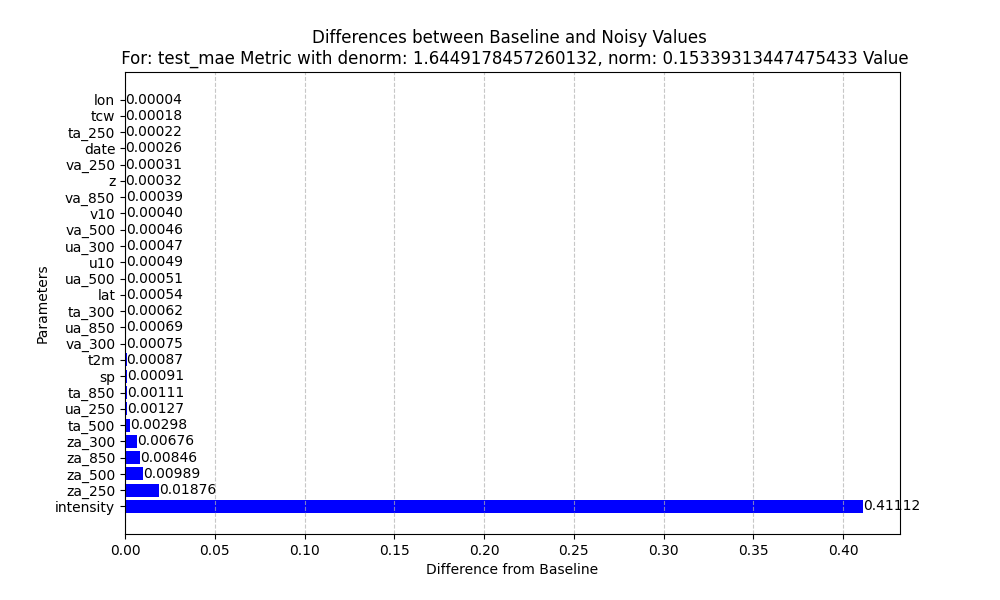 Differences between Baseline and Noisy Values
For: test_mae Metric with denorm: 1.6449178457260132, norm: 0.15339313447475433 Value
Parameters
lon 0.00004
tcw 0.00018
ta_250 0.00022
date 0.00026
va_250 0.00031
z 0.00032
va_850 0.00039
v10 0.00040
va_500 0.00046
ua_300 0.00047
u10 0.00049
ua_500 0.00051
lat 0.00054
ta_300 0.00062
ua_850 0.00069
va_300 0.00075
t2m 0.00087
sp 0.00091
ta_850 0.00111
ua_250 0.00127
ta_500 0.00298
za_300 0.00676
za_850 0.00846
za_500 0.00989
za_250 0.01876
intensity 0.41112
0.00 0.05 0.10 0.15 0.20 0.25 0.30 0.35 0.40
Difference from Baseline